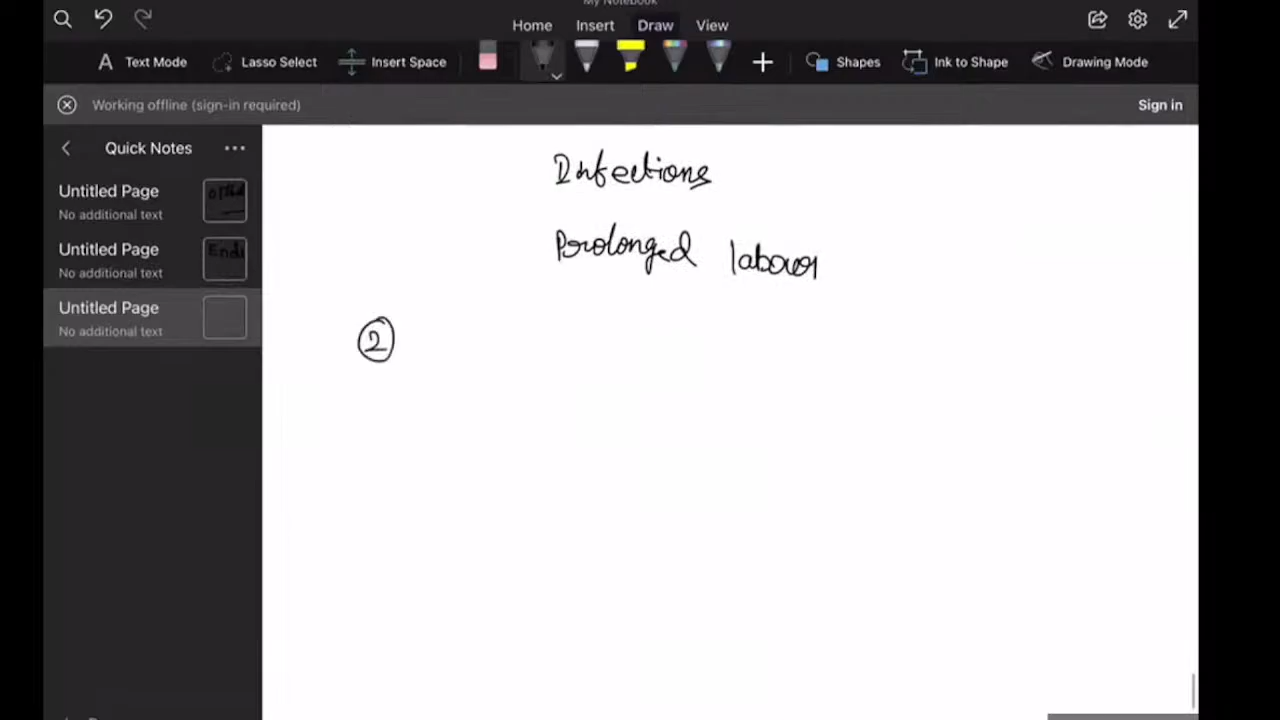 My Notebook
Home Insert Draw View
Text Mode Lasso Select Insert Space Shapes Ink to Shape Drawing Mode
Working offline (sign-in required) Sign in
Quick Notes
Untitled Page
No additional text
Untitled Page
No additional text
Untitled Page
No additional text
Infections
Prolonged labour
2